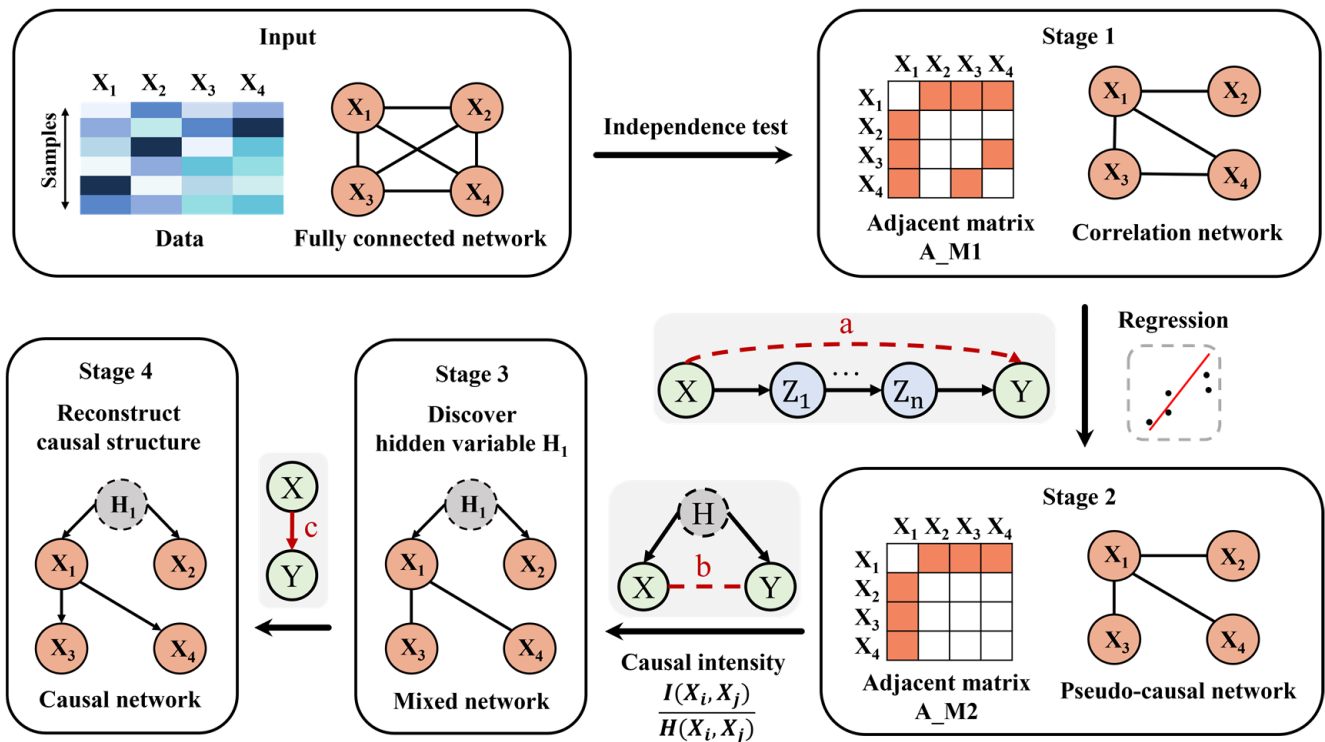 Input
X₁ X₂ X₃ X₄
Samples
Data
X₁
X₂
X₃
X₄
Fully connected network
Independence test
Stage 1
X₁ X₂ X₃ X₄
X₁
X₂
X₃
X₄
Adjacent matrix
A_M1
X₁
X₂
X₃
X₄
Correlation network
Regression
a
X
Z₁
...
Zₙ
Y
Stage 2
X₁ X₂ X₃ X₄
X₁
X₂
X₃
X₄
Adjacent matrix
A_M2
X₁
X₂
X₃
X₄
Pseudo-causal network
H
X
b
Y
Causal intensity
I(Xᵢ, Xⱼ)
H(Xᵢ, Xⱼ)
Stage 3
Discover
hidden variable H₁
H₁
X₁
X₂
X₃
X₄
Mixed network
X
c
Y
Stage 4
Reconstruct
causal structure
H₁
X₁
X₂
X₃
X₄
Causal network